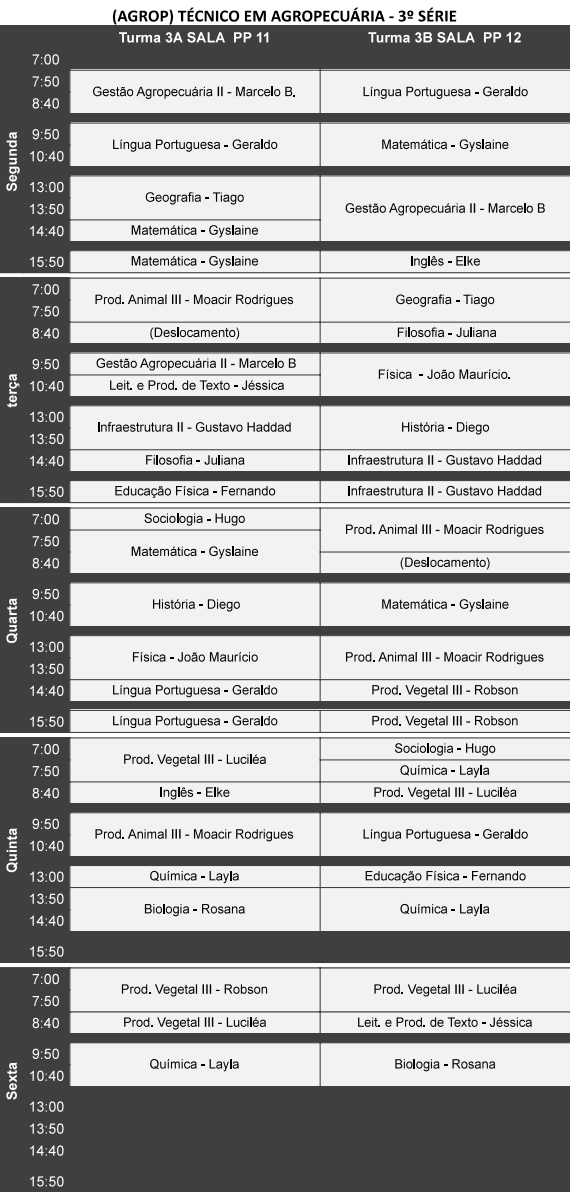 (AGROP) TÉCNICO EM AGROPECUÁRIA - 3º SÉRIE
Turma 3A SALA PP 11 Turma 3B SALA PP 12
Segunda
7:00
7:50
8:40
Gestão Agropecuária II - Marcelo B. Língua Portuguesa - Geraldo
9:50
10:40
Língua Portuguesa - Geraldo Matemática - Gyslaine
13:00
13:50
Geografia - Tiago
Gestão Agropecuária II - Marcelo B
14:40 Matemática - Gyslaine
15:50 Matemática - Gyslaine Inglês - Elke
terça
7:00
7:50
Prod. Animal III - Moacir Rodrigues Geografia - Tiago
8:40 (Deslocamento) Filosofia - Juliana
9:50 Gestão Agropecuária II - Marcelo B
Física - João Maurício.
10:40 Leit. e Prod. de Texto - Jéssica
13:00
13:50
Infraestrutura II - Gustavo Haddad História - Diego
14:40 Filosofia - Juliana Infraestrutura II - Gustavo Haddad
15:50 Educação Física - Fernando Infraestrutura II - Gustavo Haddad
Quarta
7:00 Sociologia - Hugo
Prod. Animal III - Moacir Rodrigues
7:50
8:40
Matemática - Gyslaine
(Deslocamento)
9:50
10:40
História - Diego Matemática - Gyslaine
13:00
13:50
Física - João Maurício Prod. Animal III - Moacir Rodrigues
14:40 Língua Portuguesa - Geraldo Prod. Vegetal III - Robson
15:50 Língua Portuguesa - Geraldo Prod. Vegetal III - Robson
Quinta
7:00 Sociologia - Hugo
Prod. Vegetal III - Luciléa
7:50 Química - Layla
8:40 Inglês - Elke Prod. Vegetal III - Luciléa
9:50
10:40
Prod. Animal III - Moacir Rodrigues Língua Portuguesa - Geraldo
13:00 Química - Layla Educação Física - Fernando
13:50
14:40
Biologia - Rosana Química - Layla
15:50
Sexta
7:00
7:50
Prod. Vegetal III - Robson Prod. Vegetal III - Luciléa
8:40 Prod. Vegetal III - Luciléa Leit. e Prod. de Texto - Jéssica
9:50
10:40
Química - Layla Biologia - Rosana
13:00
13:50
14:40
15:50